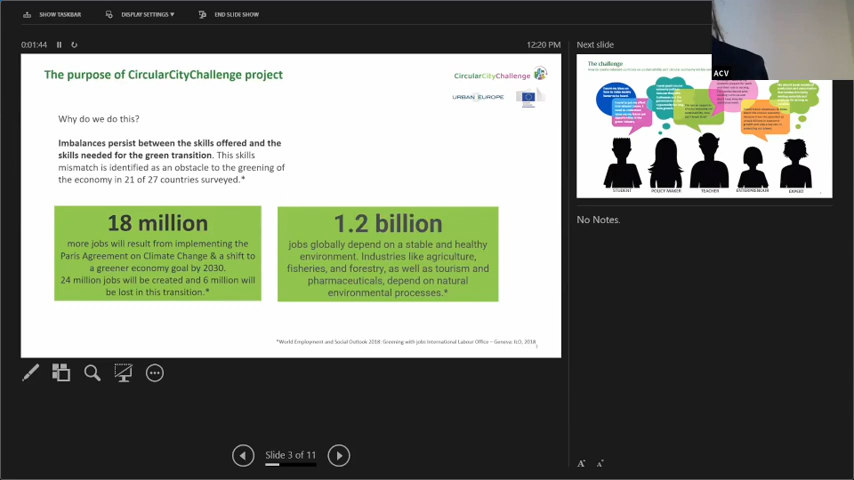 SHOW TASKBAR
DISPLAY SETTINGS ▾
END SLIDE SHOW
0:01:44
12:20 PM
Next slide
ACV
The purpose of CircularCityChallenge project
CircularCityChallenge
URBAN EUROPE
Why do we do this?
Imbalances persist between the skills offered and the
skills needed for the green transition. This skills
mismatch is identified as an obstacle to the greening of
the economy in 21 of 27 countries surveyed.*
18 million
more jobs will result from implementing the
Paris Agreement on Climate Change & a shift to
a greener economy goal by 2030.
24 million jobs will be created and 6 million will
be lost in this transition.*
1.2 billion
jobs globally depend on a stable and healthy
environment. Industries like agriculture,
fisheries, and forestry, as well as tourism and
pharmaceuticals, depend on natural
environmental processes.*
*World Employment and Social Outlook 2018: Greening with jobs International Labour Office – Geneva: ILO, 2018
The challenge
STUDENT
POLICY MAKER
TEACHER
ENTREPRENEUR
EXPERT
No Notes.
Slide 3 of 11
A
A